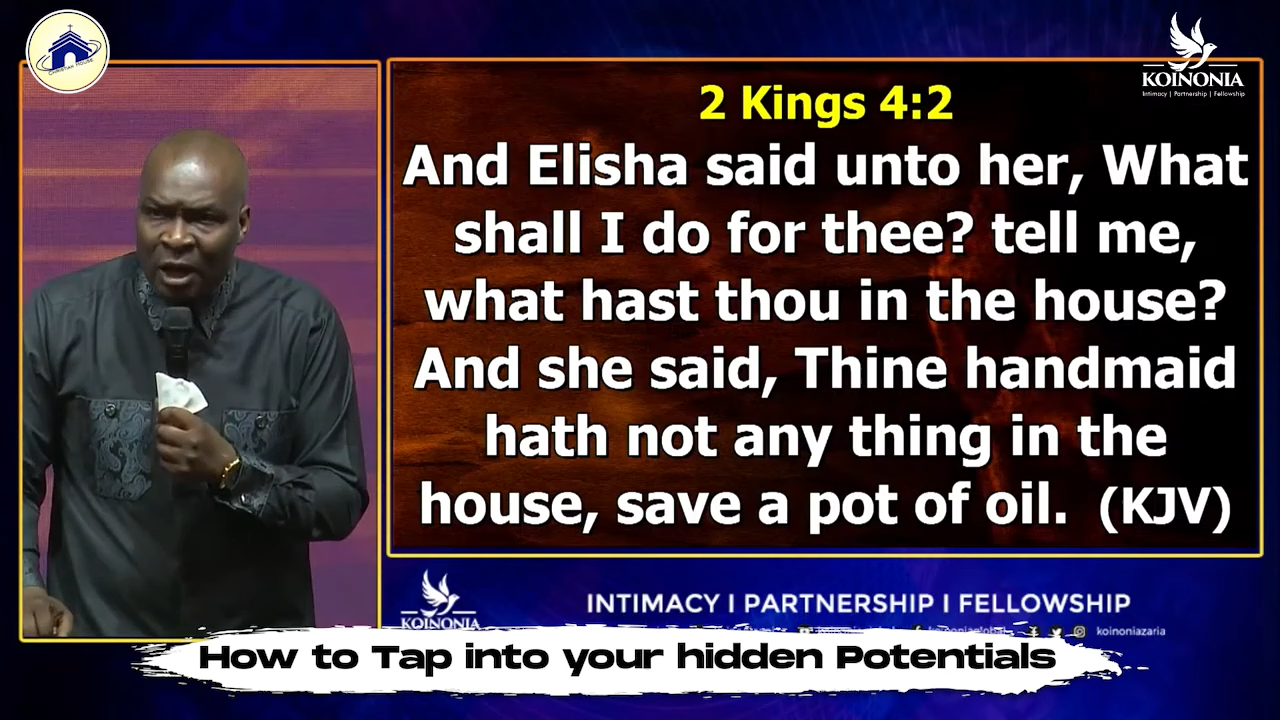 CHRISTIAN HOUSE
KOINONIA
Intimacy | Partnership | Fellowship
2 Kings 4:2
And Elisha said unto her, What
shall I do for thee? tell me,
what hast thou in the house?
And she said, Thine handmaid
hath not any thing in the
house, save a pot of oil. (KJV)
KOINONIA
INTIMACY I PARTNERSHIP I FELLOWSHIP
koinoniazaria
How to Tap into your hidden Potentials